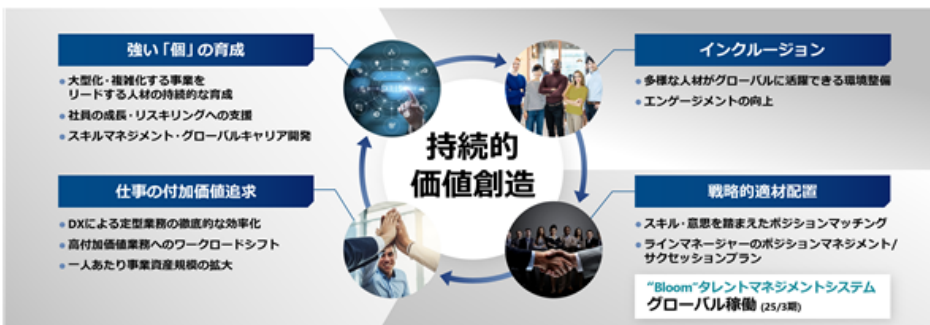 強い「個」の育成
●大型化・複雑化する事業を
リードする人材の持続的な育成
●社員の成長・リスキリングへの支援
●スキルマネジメント・グローバルキャリア開発
インクルージョン
●多様な人材がグローバルに活躍できる環境整備
●エンゲージメントの向上
SKILLS
持続的
価値創造
仕事の付加価値追求
●DXによる定型業務の徹底的な効率化
●高付加価値業務へのワークロードシフト
●一人あたり事業資産規模の拡大
戦略的適材配置
●スキル・意思を踏まえたポジションマッチング
●ラインマネージャーのポジションマネジメント/
サクセッションプラン
“Bloom”タレントマネジメントシステム
グローバル稼働 (25/3期)